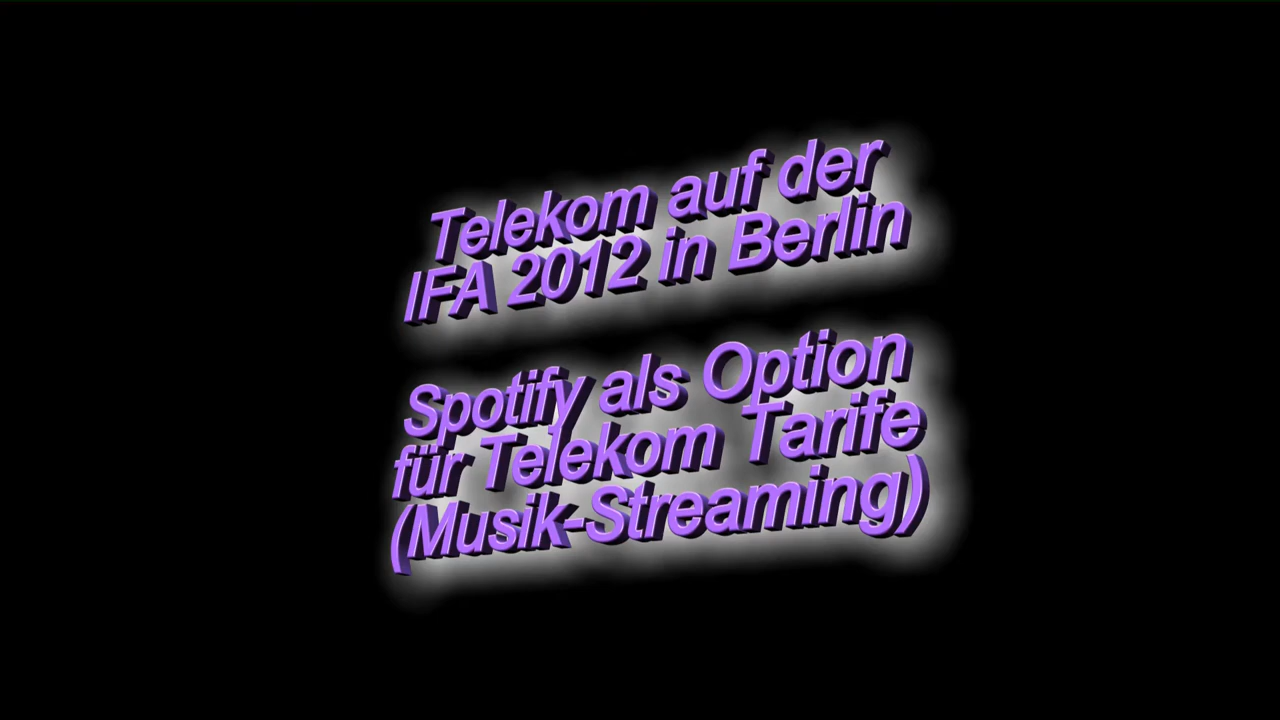 Telekom auf der
IFA 2012 in Berlin
Spotify als Option
für Telekom Tarife
(Musik-Streaming)